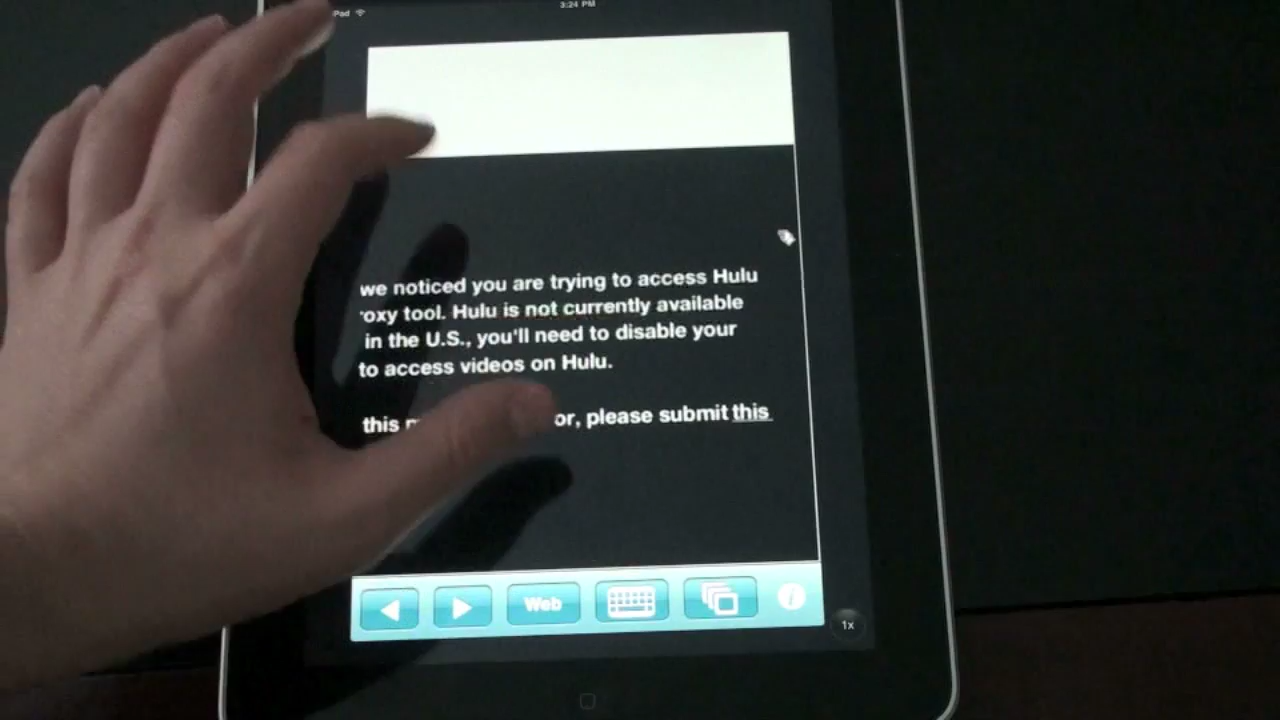 Pad
3:24 PM
we noticed you are trying to access Hulu
oxy tool. Hulu is not currently available
in the U.S., you'll need to disable your
to access videos on Hulu.
this or, please submit this
Web
i
1x